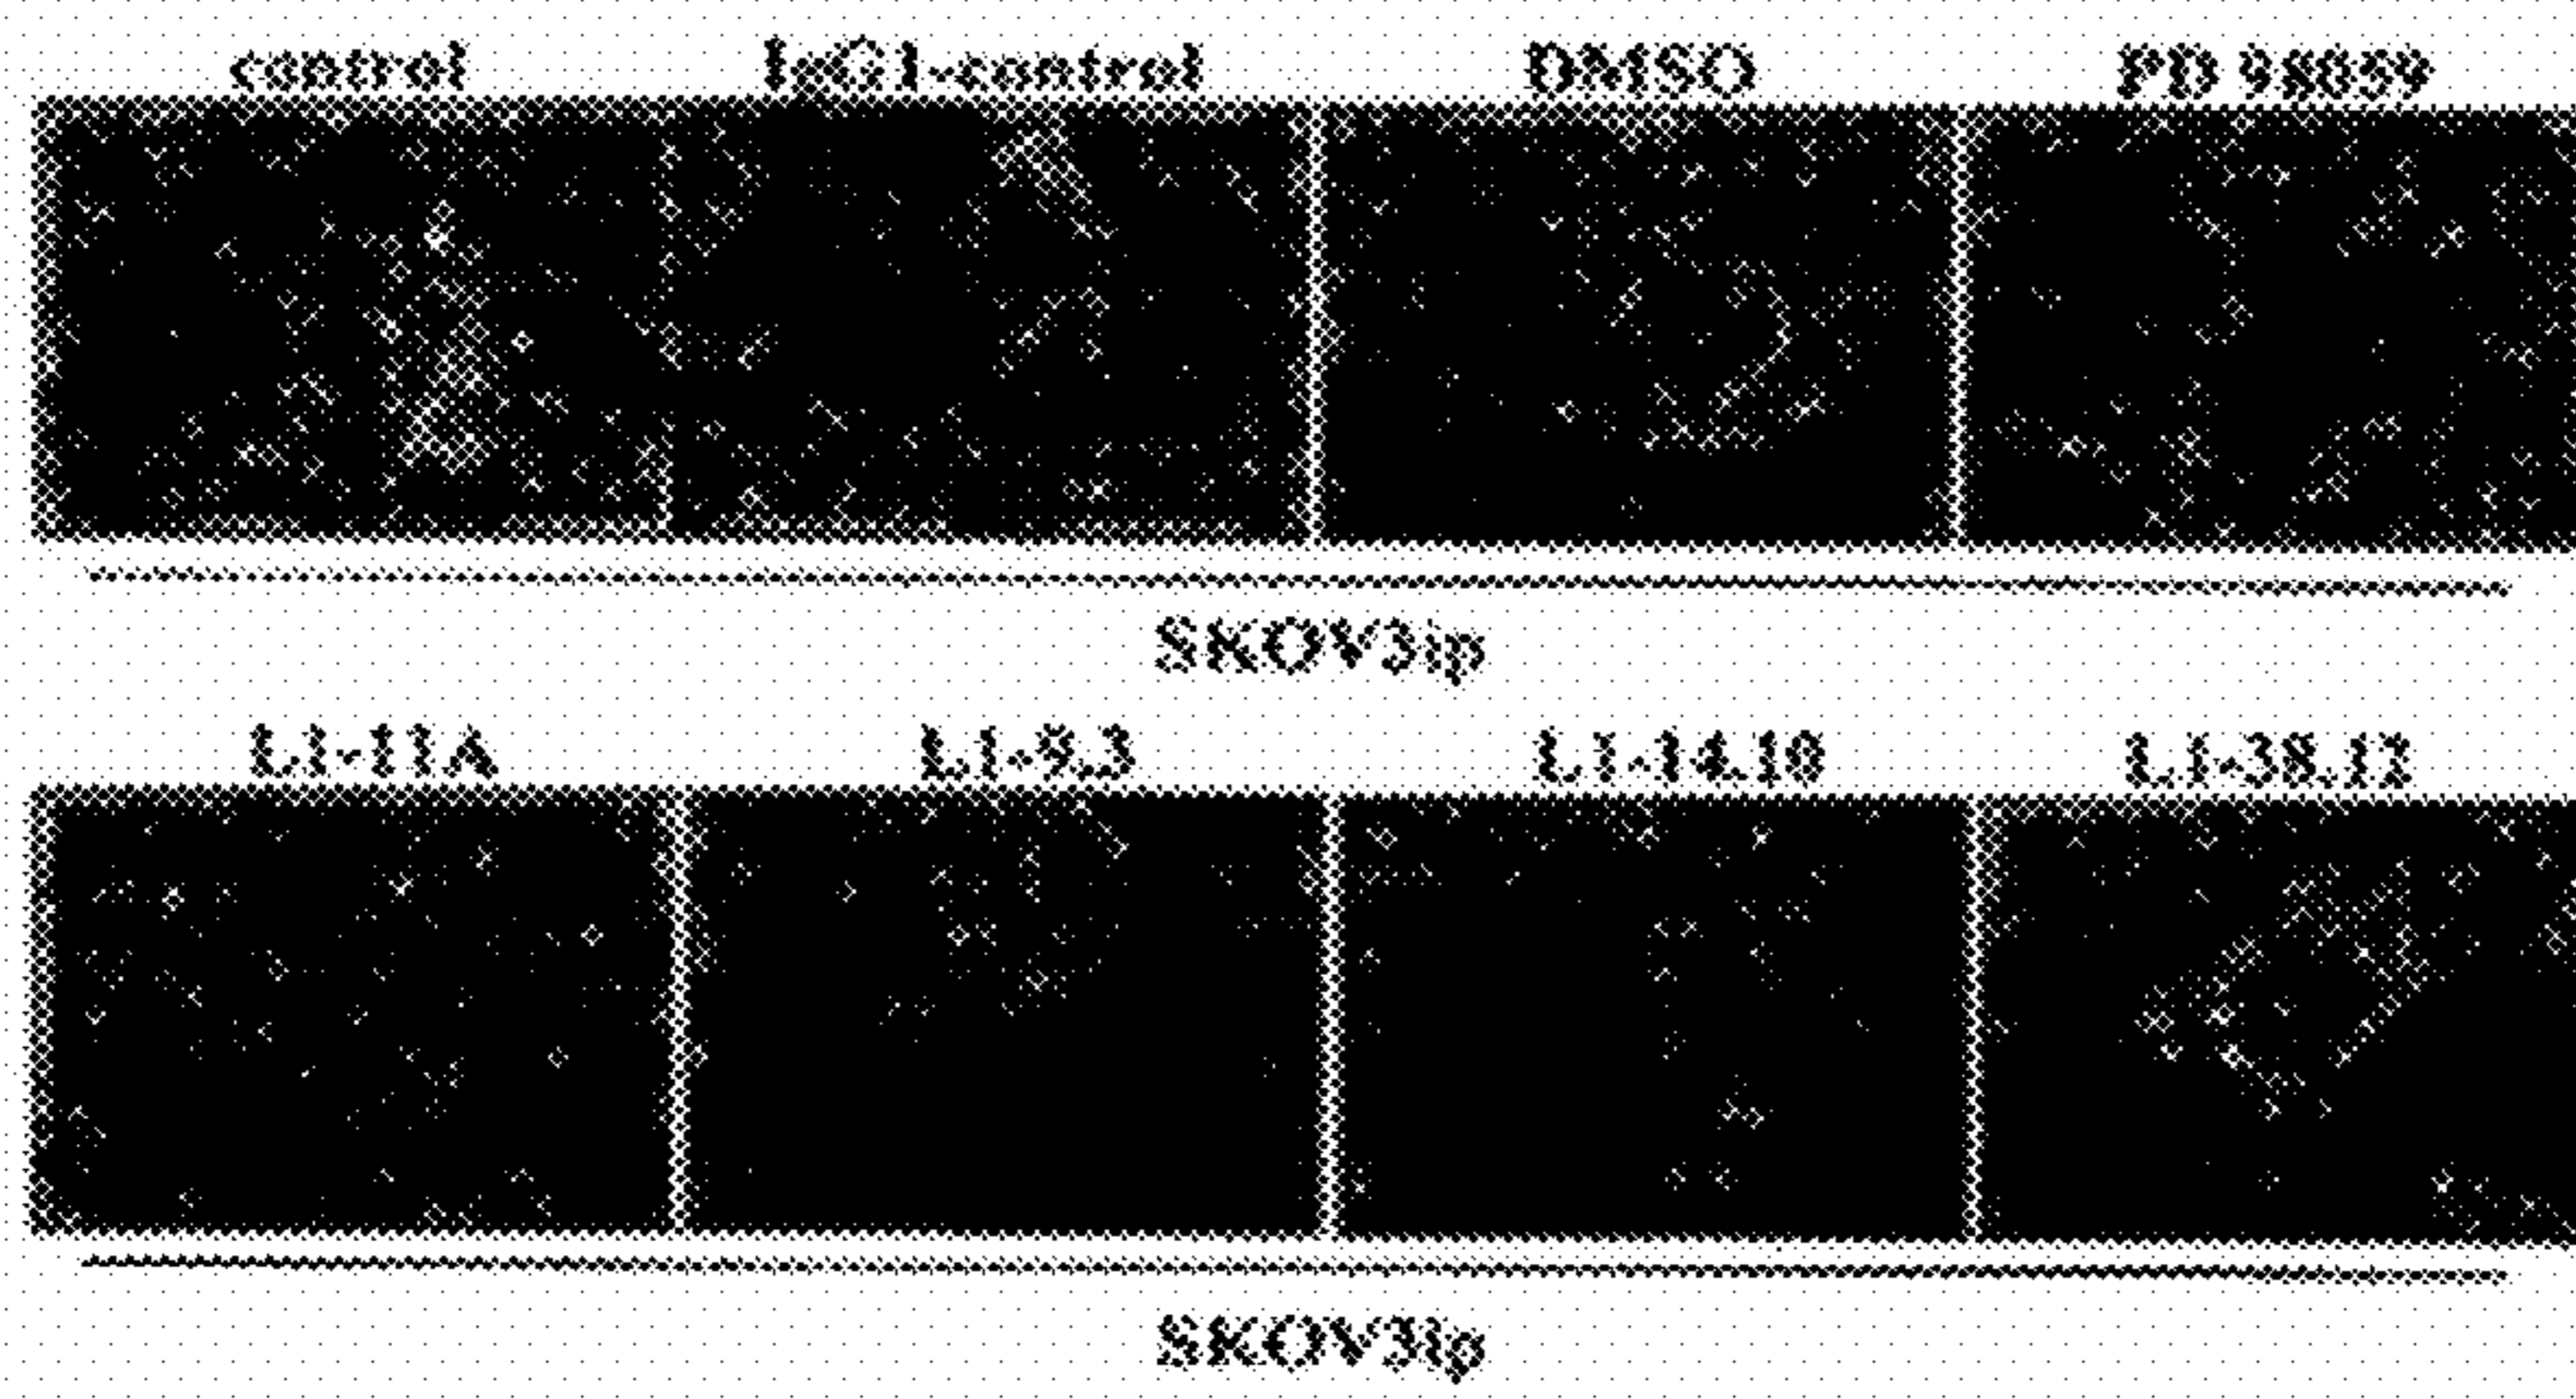 control IgG1-control DMSO PD 98059
SKOV3ip
L1-11A L1-9.3 L1-14.10 L1-38.12
SKOV3ip